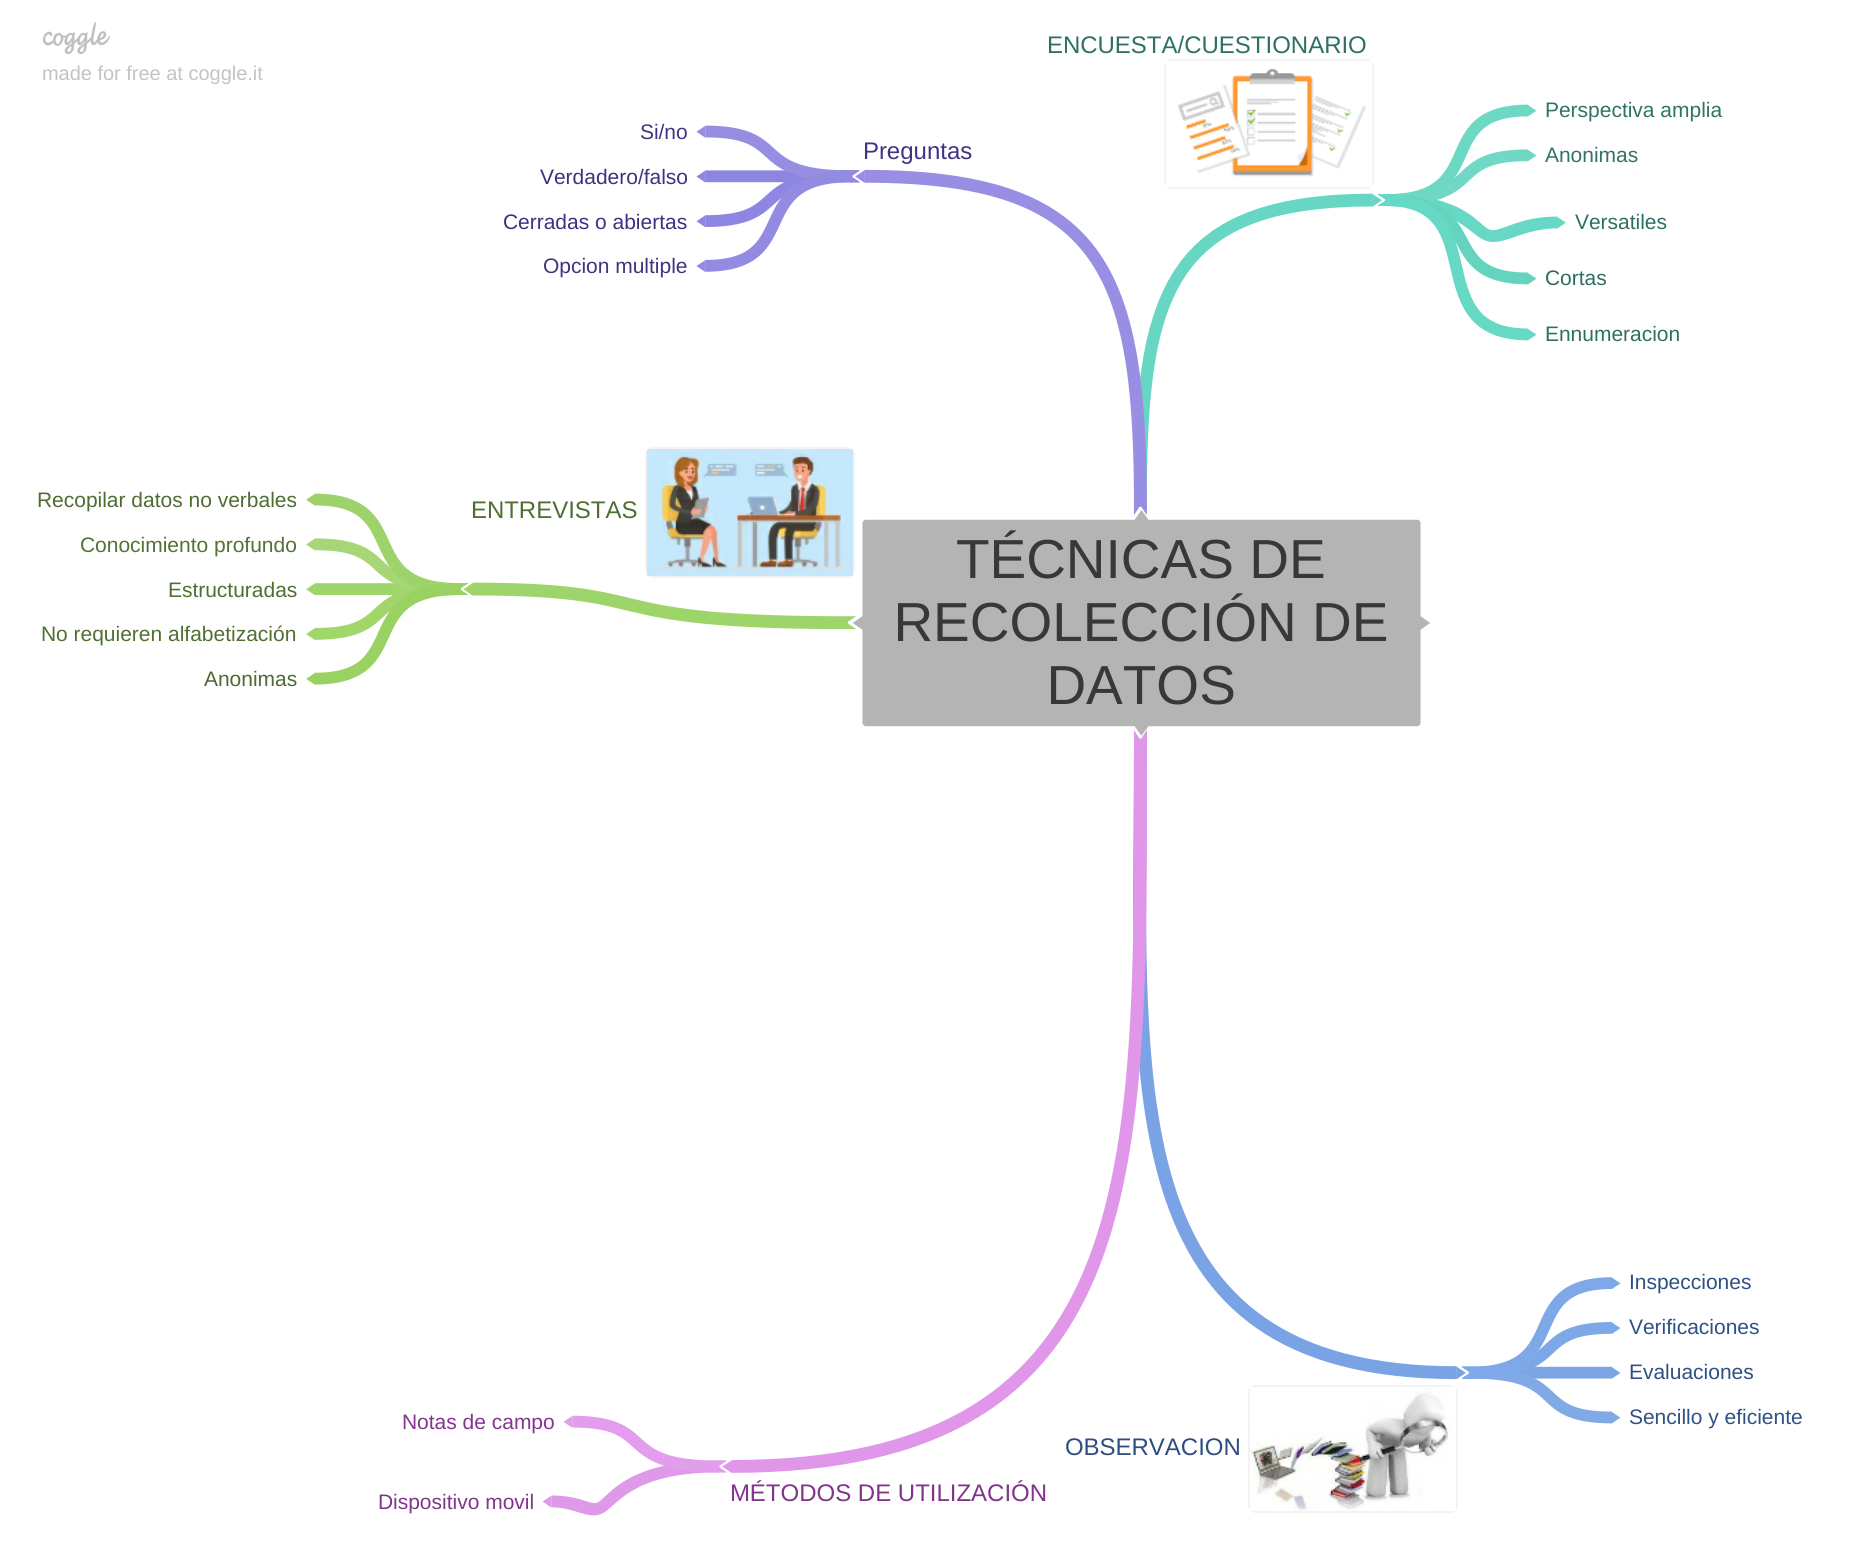 coggle
made for free at coggle.it
ENCUESTA/CUESTIONARIO
Perspectiva amplia
Anonimas
Versatiles
Cortas
Ennumeracion
Preguntas
Si/no
Verdadero/falso
Cerradas o abiertas
Opcion multiple
ENTREVISTAS
Recopilar datos no verbales
Conocimiento profundo
Estructuradas
No requieren alfabetización
Anonimas
TÉCNICAS DE
RECOLECCIÓN DE
DATOS
Inspecciones
Verificaciones
Evaluaciones
Sencillo y eficiente
OBSERVACION
MÉTODOS DE UTILIZACIÓN
Notas de campo
Dispositivo movil